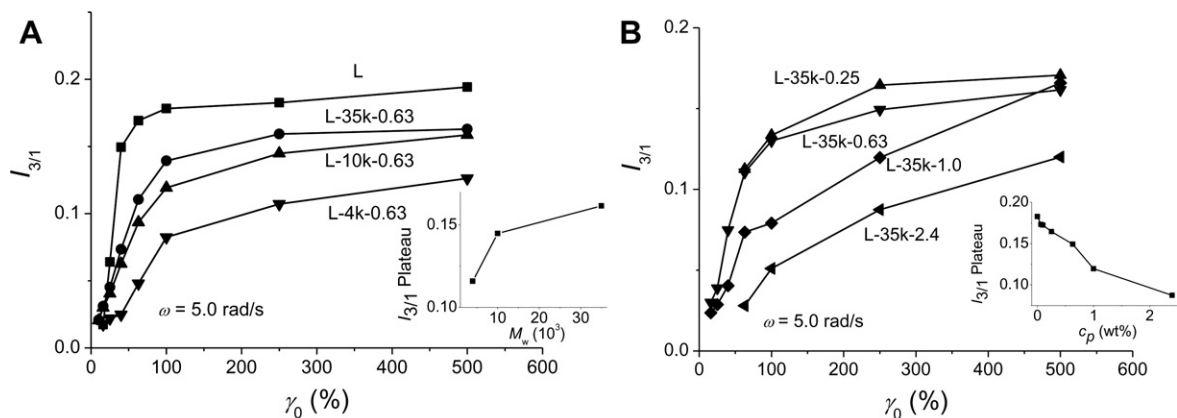 A
0.2
0.1
0.0
I3/1
L
L-35k-0.63
L-10k-0.63
L-4k-0.63
ω = 5.0 rad/s
0.15
0.10
I3/1 Plateau
10
30
Mw (10³)
0
100
200
300
400
500
600
γ0 (%)
B
0.2
0.1
0.0
I3/1
L-35k-0.25
L-35k-0.63
L-35k-1.0
L-35k-2.4
ω = 5.0 rad/s
0.20
0.15
0.10
I3/1 Plateau
0
1
2
cp (wt%)
0
100
200
300
400
500
600
γ0 (%)